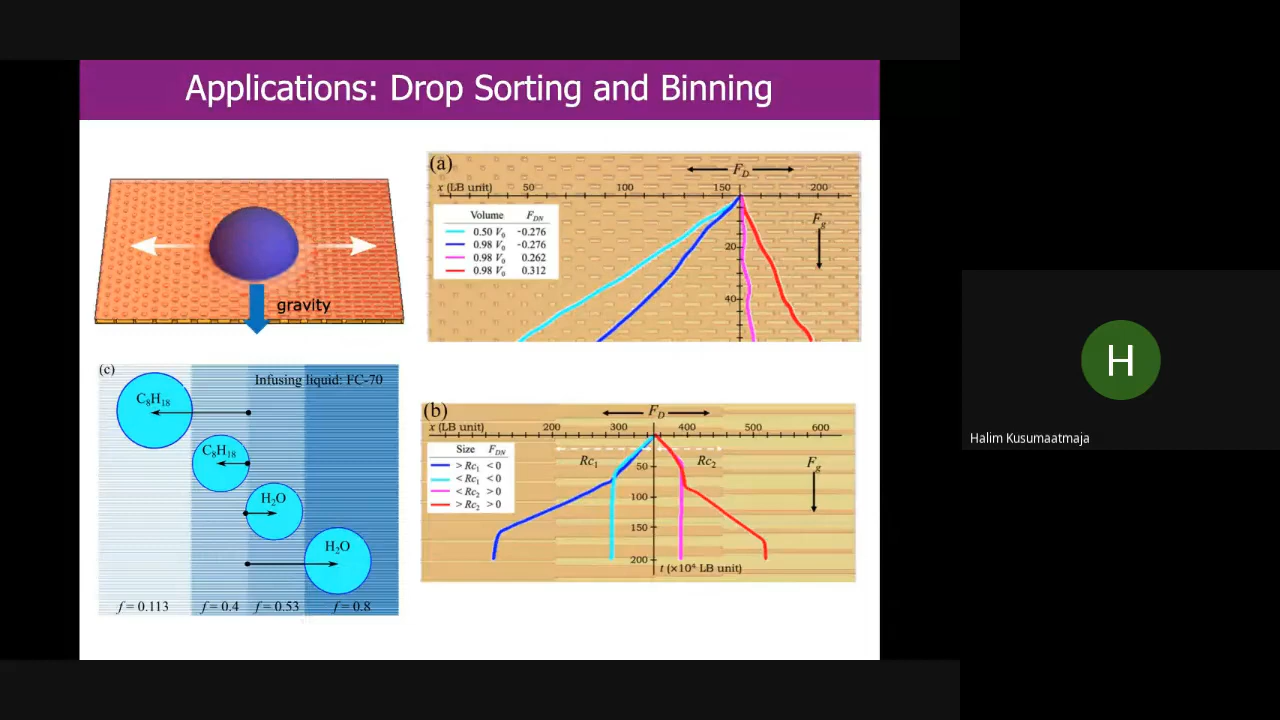 Applications: Drop Sorting and Binning
gravity
(a)
F_D
x (LB unit) 50 100 150 200
Volume F_DN
0.50 V_0 -0.276
0.98 V_0 -0.276
0.98 V_0 0.262
0.98 V_0 0.312
F_g
20
40
(c)
Infusing liquid: FC-70
C₈H₁₈
C₈H₁₈
H₂O
H₂O
f = 0.113 f = 0.4 f = 0.53 f = 0.8
(b)
F_D
x (LB unit) 200 300 400 500 600
Size F_DN
> Rc₁ < 0
< Rc₁ < 0
< Rc₂ > 0
> Rc₂ > 0
Rc₁ Rc₂
F_g
50
100
150
200
t (×10⁴ LB unit)
H
Halim Kusumaatmaja